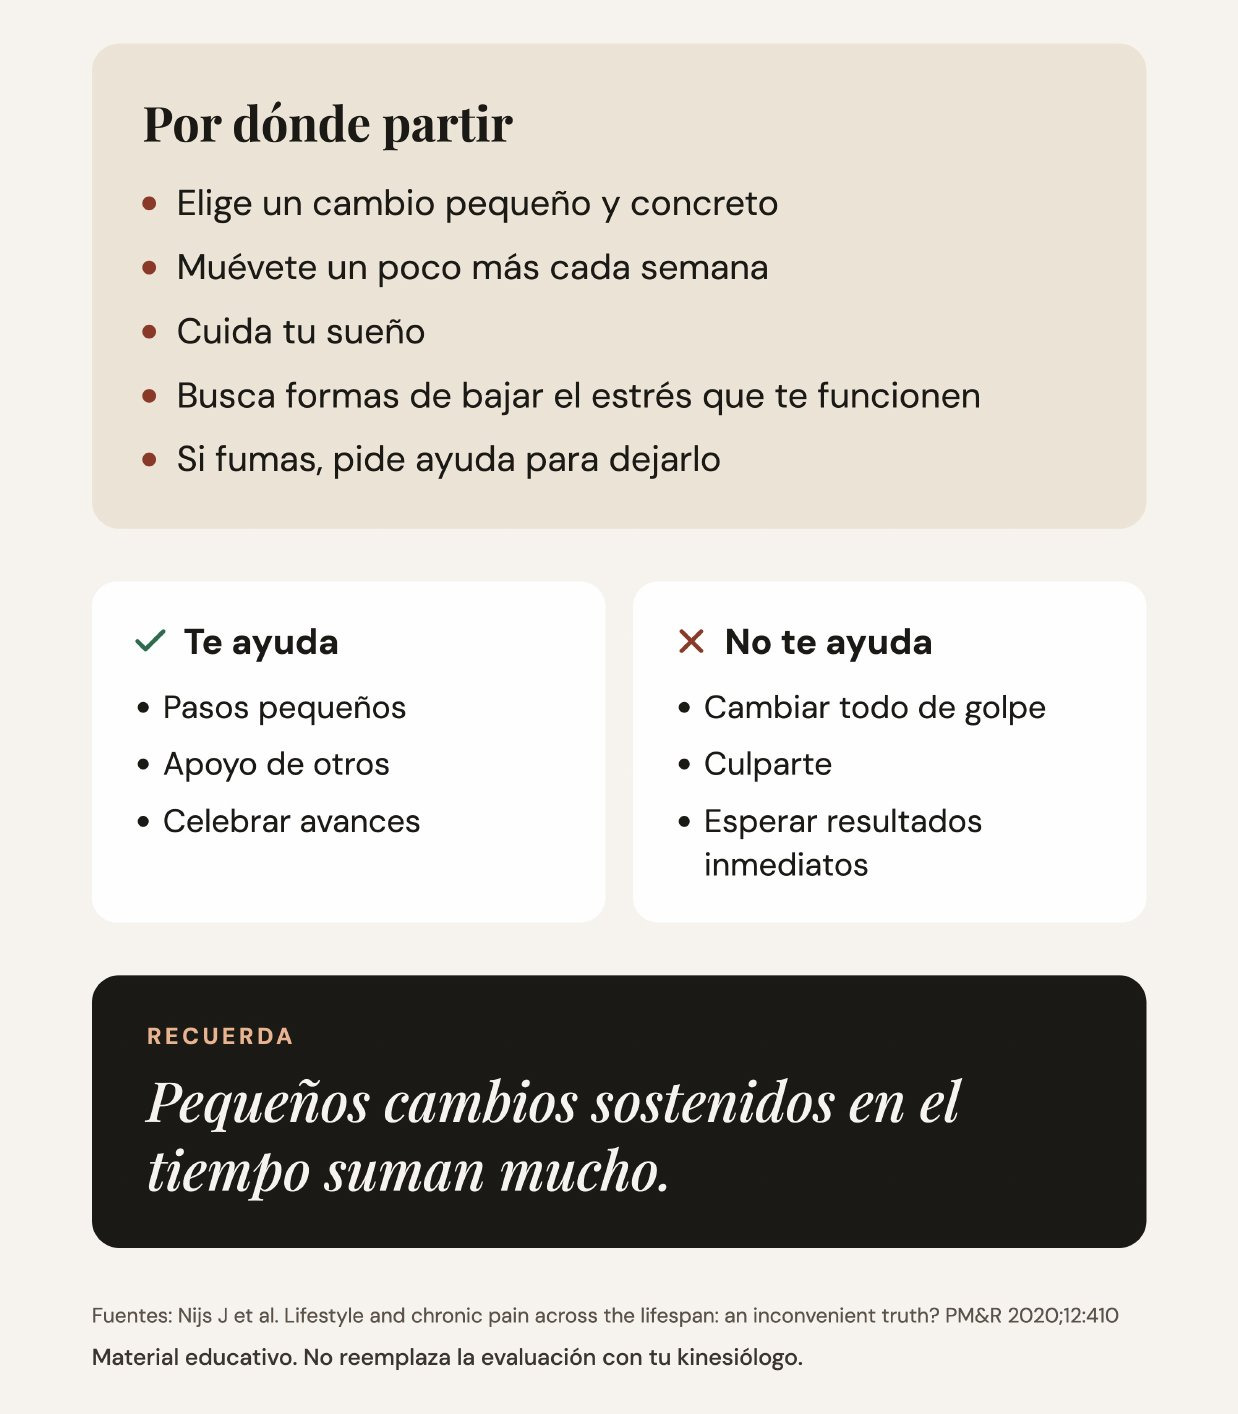 Por dónde partir
Elige un cambio pequeño y concreto
Muévete un poco más cada semana
Cuida tu sueño
Busca formas de bajar el estrés que te funcionen
Si fumas, pide ayuda para dejarlo
Te ayuda
Pasos pequeños
Apoyo de otros
Celebrar avances
No te ayuda
Cambiar todo de golpe
Culparte
Esperar resultados
inmediatos
RECUERDA
Pequeños cambios sostenidos en el
tiempo suman mucho.
Fuentes: Nijs J et al. Lifestyle and chronic pain across the lifespan: an inconvenient truth? PM&R 2020;12:410
Material educativo. No reemplaza la evaluación con tu kinesiólogo.